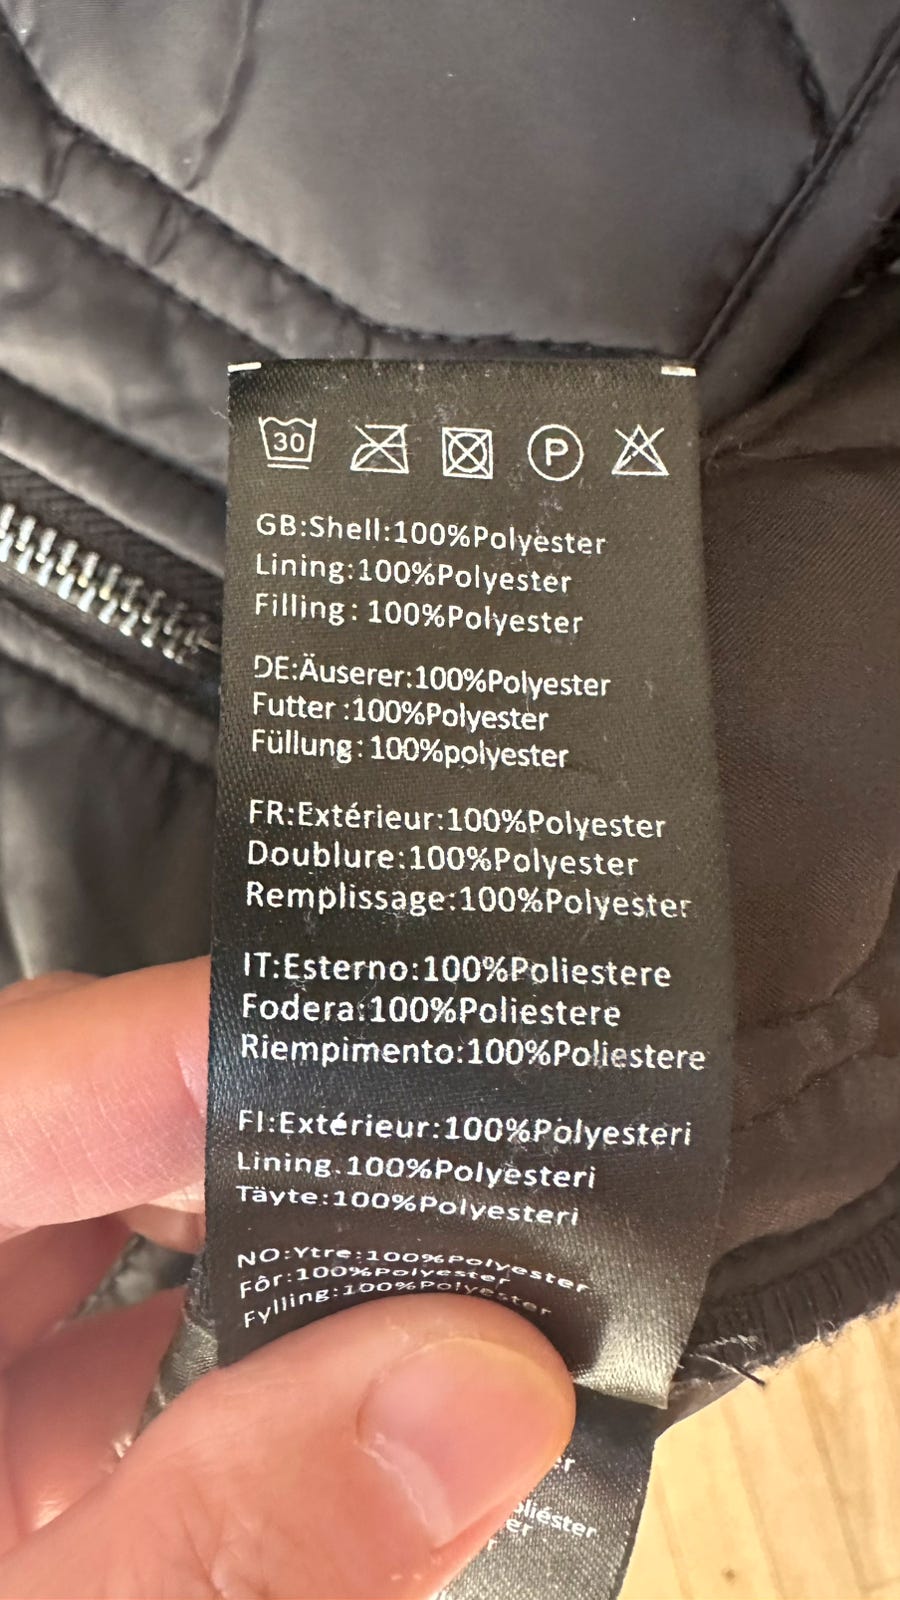 30
P
GB:Shell:100%Polyester
Lining:100%Polyester
Filling: 100%Polyester
DE:Äuserer:100%Polyester
Futter :100%Polyester
Füllung: 100%polyester
FR:Extérieur:100%Polyester
Doublure:100%Polyester
Remplissage:100%Polyester
IT:Esterno:100%Poliestere
Fodera:100%Poliestere
Riempimento:100%Poliestere
FI:Extérieur:100%Polyesteri
Lining.100%Polyesteri
Täyte:100%Polyesteri
NO:Ytre:100%Polyester
Fôr:100%Polyester
Fylling:100%Polyester